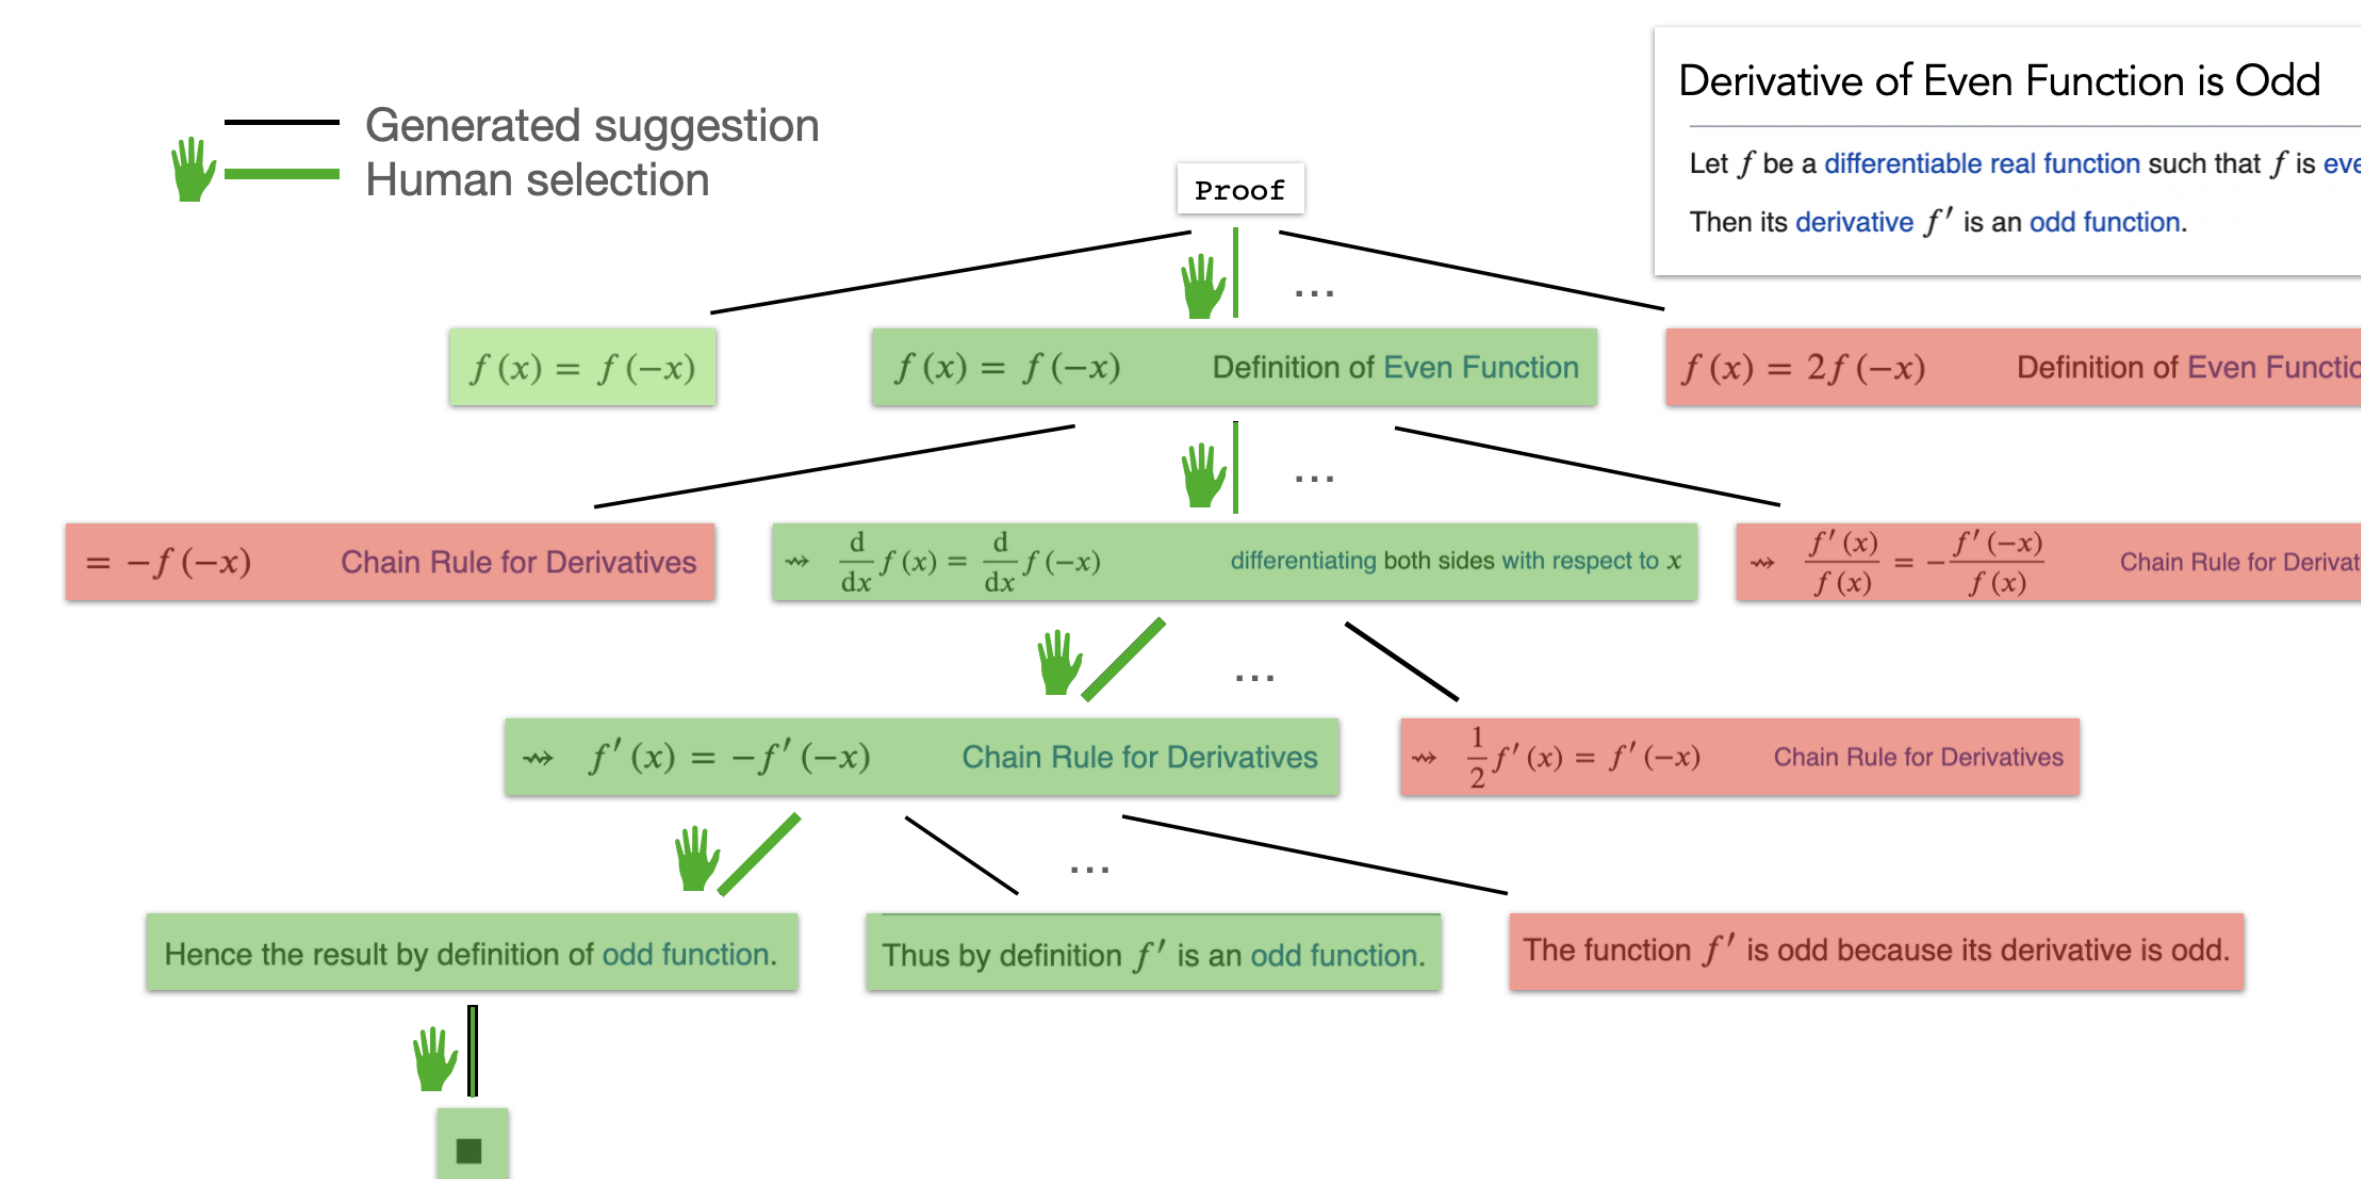 Derivative of Even Function is Odd
Let f be a differentiable real function such that f is
Then its derivative f′ is an odd function.
Generated suggestion
Human selection
Proof
...
f (x) = f (−x)
f (x) = f (−x) Definition of Even Function
f (x) = 2f (−x) Definition of Even
...
= −f (−x) Chain Rule for Derivatives
⇝ d/dx f (x) = d/dx f (−x) differentiating both sides with respect to x
⇝ f′ (x)/f (x) = −f′ (−x)/f (x) Chain Rule for
...
⇝ f′ (x) = −f′ (−x) Chain Rule for Derivatives
⇝ 1/2 f′ (x) = f′ (−x) Chain Rule for Derivatives
...
Hence the result by definition of odd function.
Thus by definition f′ is an odd function.
The function f′ is odd because its derivative is odd.
■